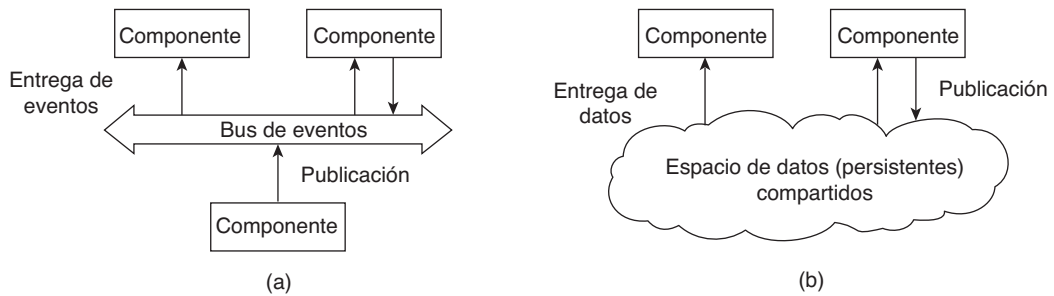 Componente
Componente
Entrega de
eventos
Bus de eventos
Publicación
Componente
(a)
Componente
Componente
Entrega de
datos
Publicación
Espacio de datos (persistentes)
compartidos
(b)